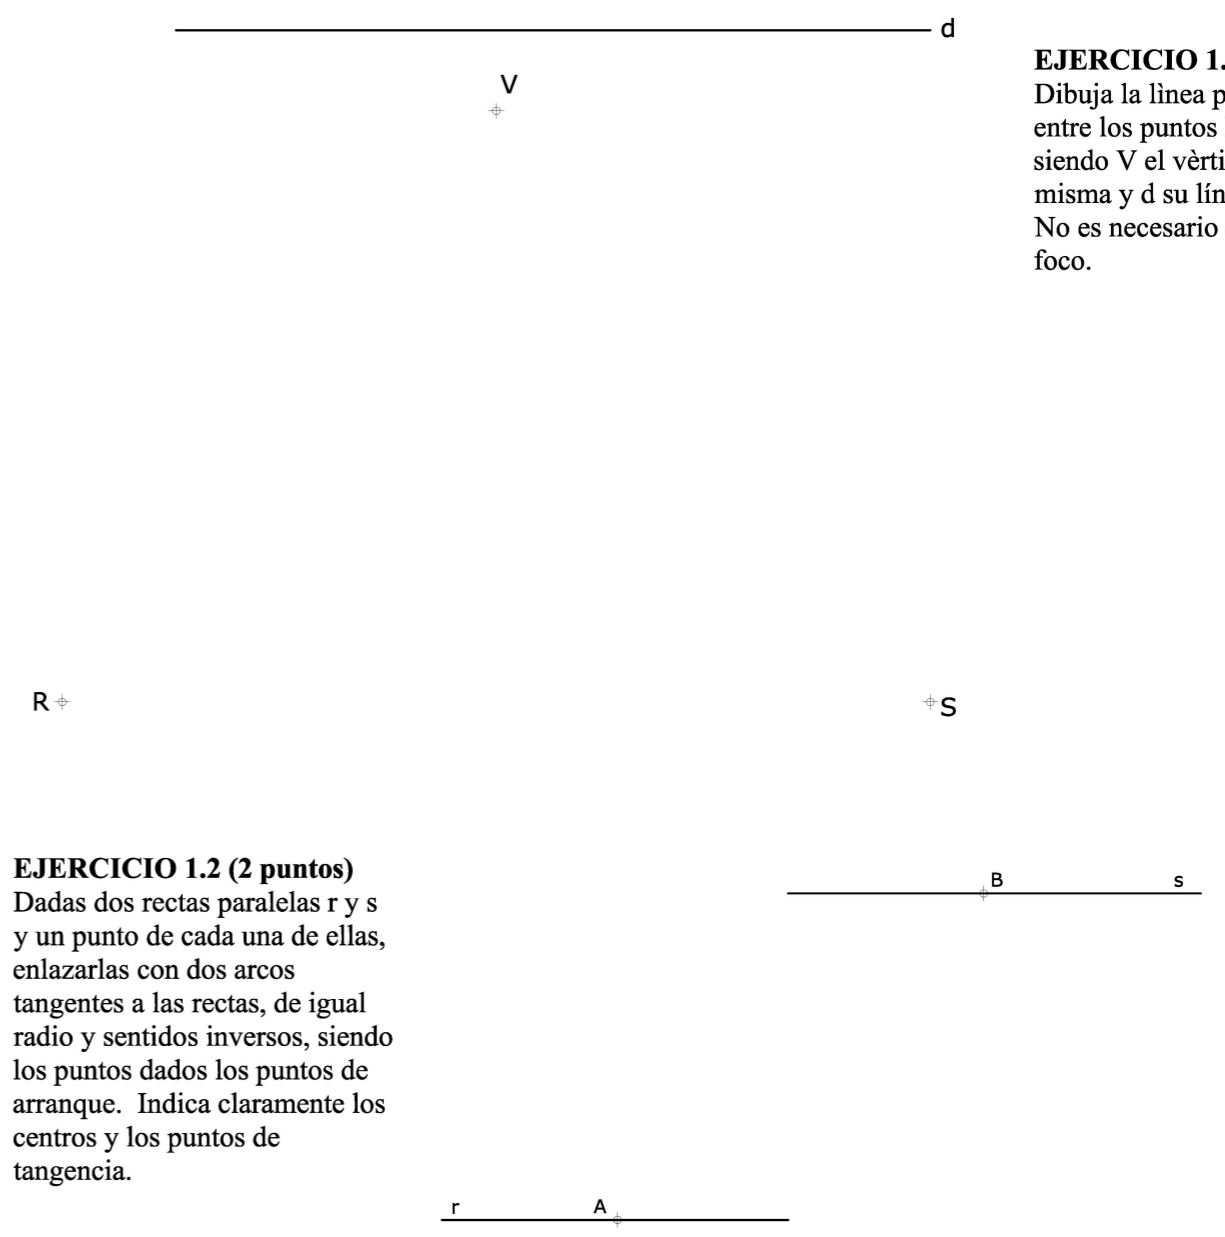 d
V
EJERCICIO 1.
Dibuja la lìnea p
entre los puntos
siendo V el vèrti
misma y d su lín
No es necesario
foco.
R
S
EJERCICIO 1.2 (2 puntos)
Dadas dos rectas paralelas r y s
y un punto de cada una de ellas,
enlazarlas con dos arcos
tangentes a las rectas, de igual
radio y sentidos inversos, siendo
los puntos dados los puntos de
arranque. Indica claramente los
centros y los puntos de
tangencia.
B
s
r
A